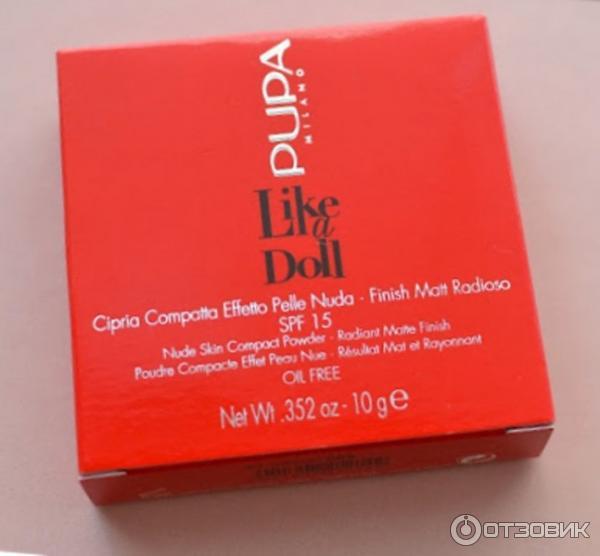 PUPA
MILANO
Like
a
Doll
Cipria Compatta Effetto Pelle Nuda - Finish Matt Radioso
SPF 15
Nude Skin Compact Powder - Radiant Matte Finish
Poudre Compacte Effet Peau Nue - Résultat Mat et Rayonnant
OIL FREE
Net Wt .352 oz - 10 g e
ОТЗОВИК